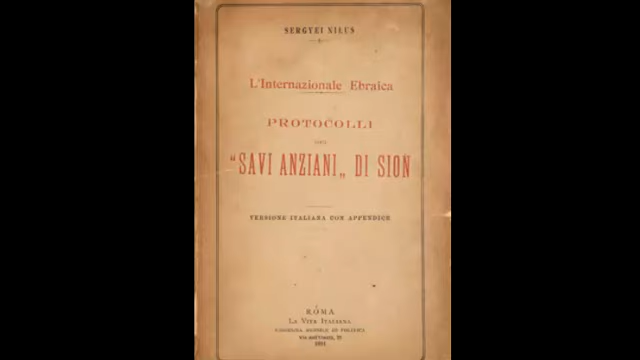 SERGYEI NILUS
L'Internazionale Ebraica
PROTOCOLLI
DEI
"SAVI ANZIANI„ DI SION
VERSIONE ITALIANA CON APPENDICE
ROMA
LA VITA ITALIANA
RASSEGNA MENSILE DI POLITICA
1921